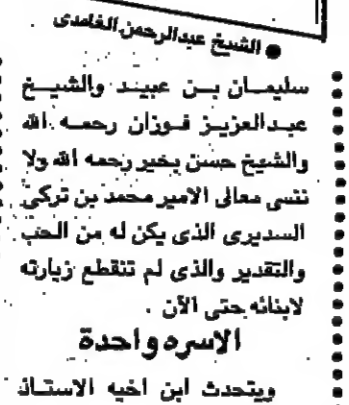 ● الشيخ عبدالرحمن الغامدى
سليمان بن عبيد والشيخ
عبدالعزيز فوزان رحمه الله
والشيخ حسن بخير رحمه الله ولا
ننسى معالى الامير محمد بن تركى
السديرى الذى يكن له من الحب
والتقدير والذى لم تنقطع زيارته
لابنائه حتى الآن .
الاسره واحدة
ويتحدث ابن اخيه الاستاذ